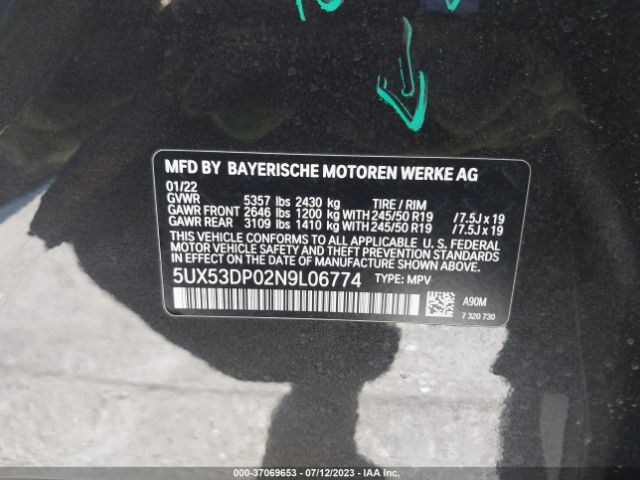 MFD BY BAYERISCHE MOTOREN WERKE AG
01/22
GVWR 5357 lbs 2430 kg TIRE / RIM
GAWR FRONT 2646 lbs 1200 kg WITH 245/50 R19 /7.5J x 19
GAWR REAR 3109 lbs 1410 kg WITH 245/50 R19 /7.5J x 19
THIS VEHICLE CONFORMS TO ALL APPLICABLE U. S. FEDERAL
MOTOR VEHICLE SAFETY AND THEFT PREVENTION STANDARDS
IN EFFECT ON THE DATE OF MANUFACTURE SHOWN ABOVE.
5UX53DP02N9L06774 TYPE: MPV
A90M
7 320 730
000-37069653 - 07/12/2023 - IAA Inc.